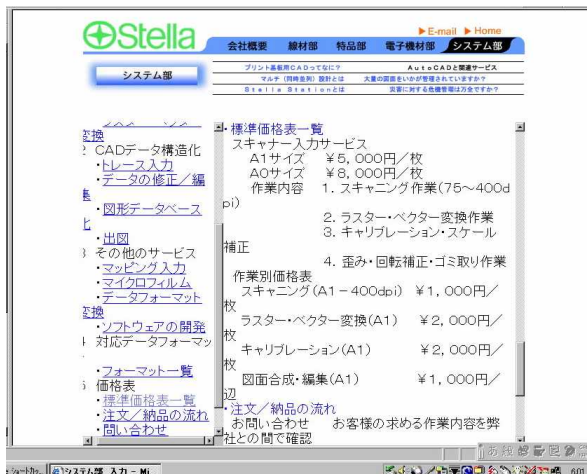 Stella
E-mail Home
会社概要 線材部 特品部 電子機材部 システム部
システム部
プリント基板用CADってなに? AutoCADと関連サービス
マルチ(同時並列)設計とは 大量の図面をいかが管理されていますか?
Stella Stationとは 災害に対する危機管理は万全ですか?
変換
CADデータ構造化
・トレース入力
・データの修正/編
集
・図形データベース
化
・出図
3 その他のサービス
・マッピング入力
・マイクロフィルム
・データフォーマット
変換
・ソフトウェアの開発
対応データフォーマッ
ト
・フォーマット一覧
価格表
・標準価格表一覧
・注文/納品の流れ
・問い合わせ
・標準価格表一覧
スキャナー入力サービス
A1サイズ ¥5,000円/枚
A0サイズ ¥8,000円/枚
作業内容 1.スキャニング作業(75~400d
pi)
2.ラスター・ベクター変換作業
3.キャリブレーション・スケール
補正
4.歪み・回転補正・ゴミ取り作業
作業別価格表
スキャニング(A1-400dpi) ¥1,000円/
枚
ラスター・ベクター変換(A1) ¥2,000円/
枚
キャリブレーション(A1) ¥2,000円/
枚
図面合成・編集(A1) ¥1,000円/
辺
・注文/納品の流れ
お問い合わせ お客様の求める作業内容を弊
社との間で確認
システム部 入力 - Mi